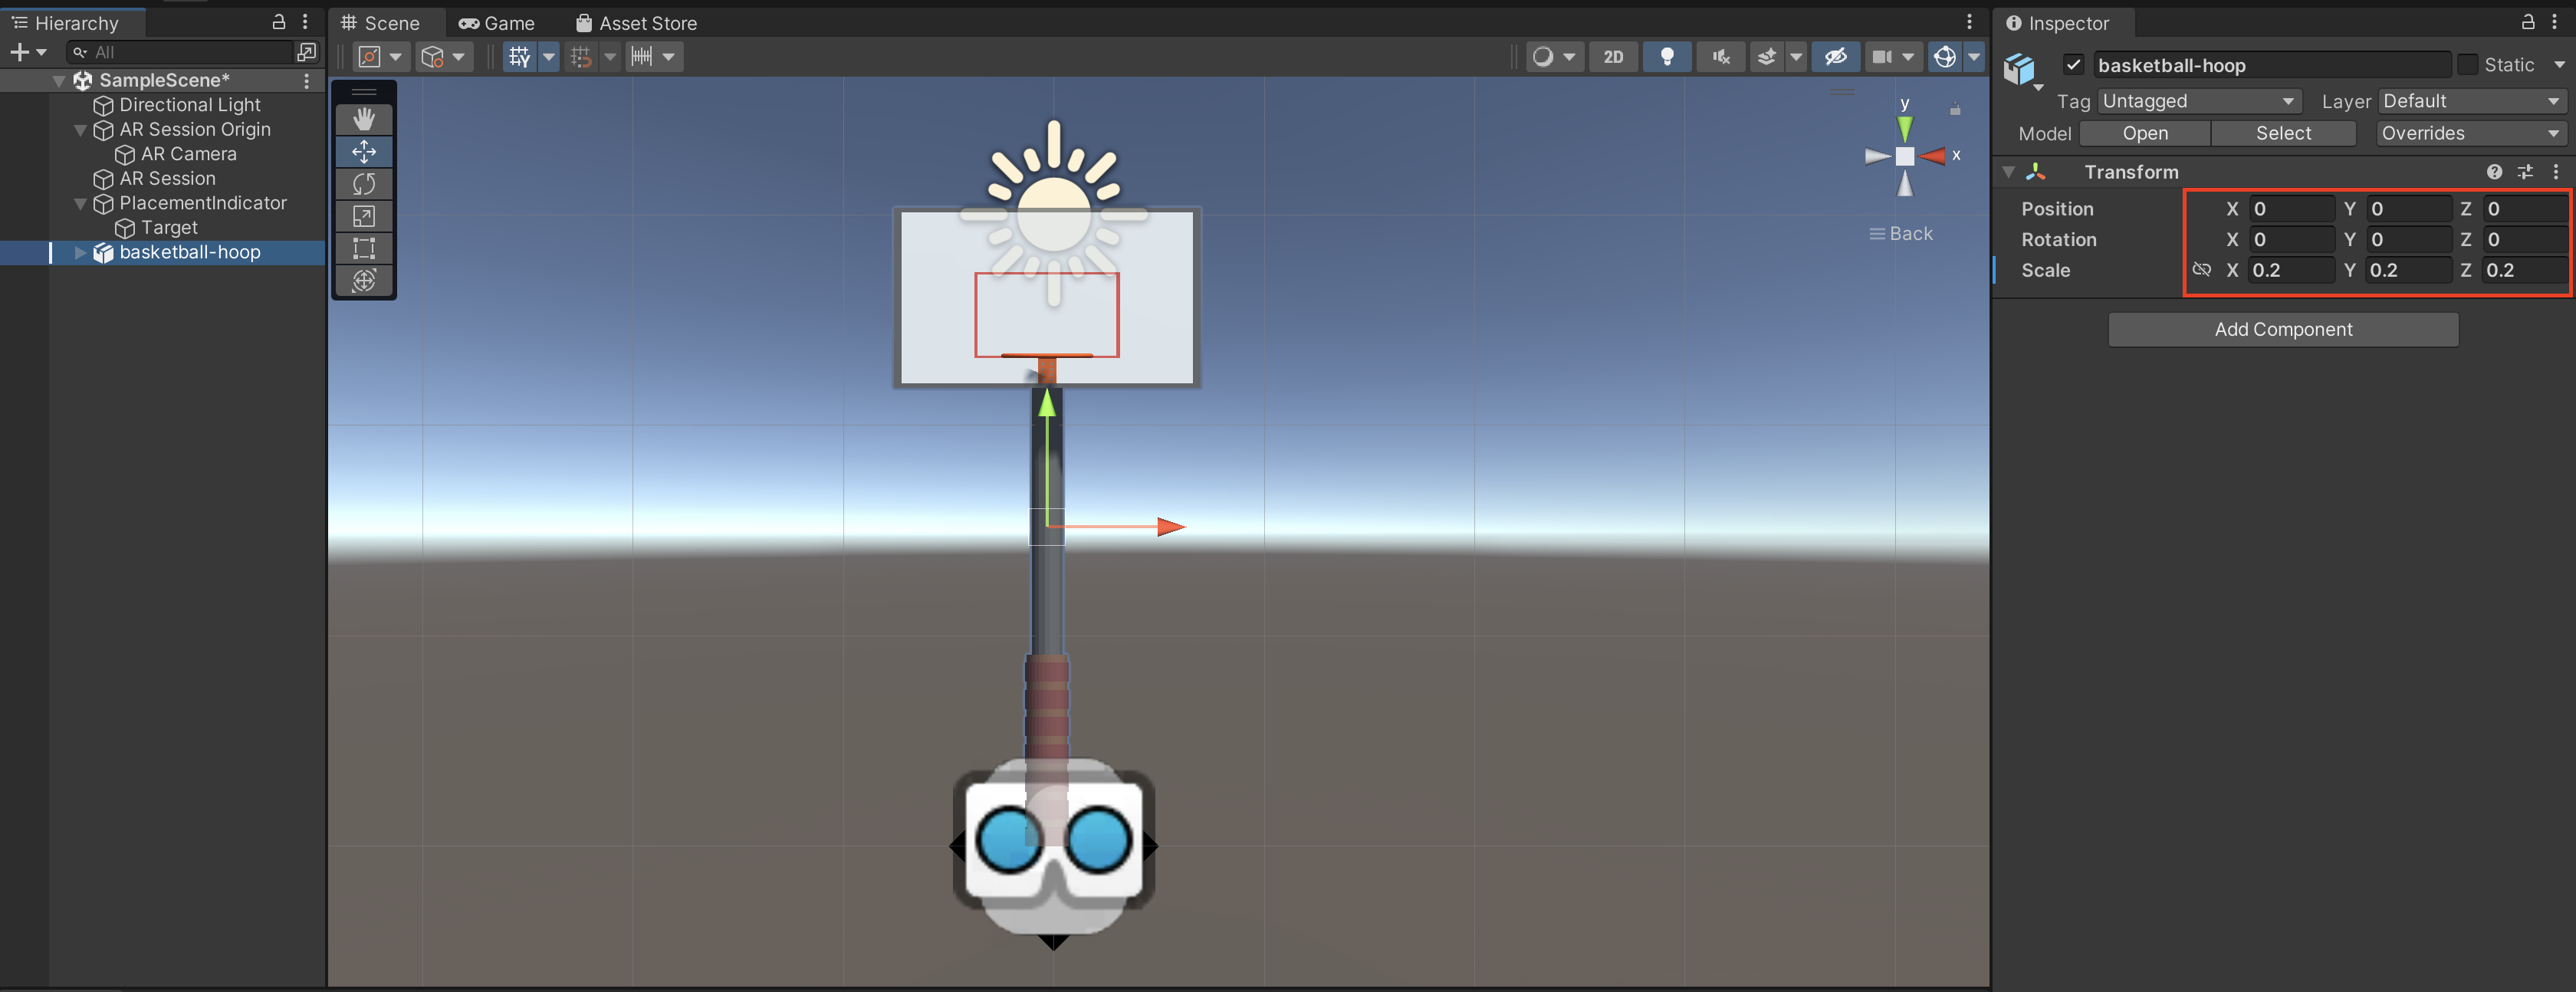 Hierarchy
All
SampleScene*
Directional Light
AR Session Origin
AR Camera
AR Session
PlacementIndicator
Target
basketball-hoop
Scene Game Asset Store
2D
y
x
Back
Inspector
basketball-hoop Static
Tag Untagged Layer Default
Model Open Select Overrides
Transform
Position X 0 Y 0 Z 0
Rotation X 0 Y 0 Z 0
Scale X 0.2 Y 0.2 Z 0.2
Add Component